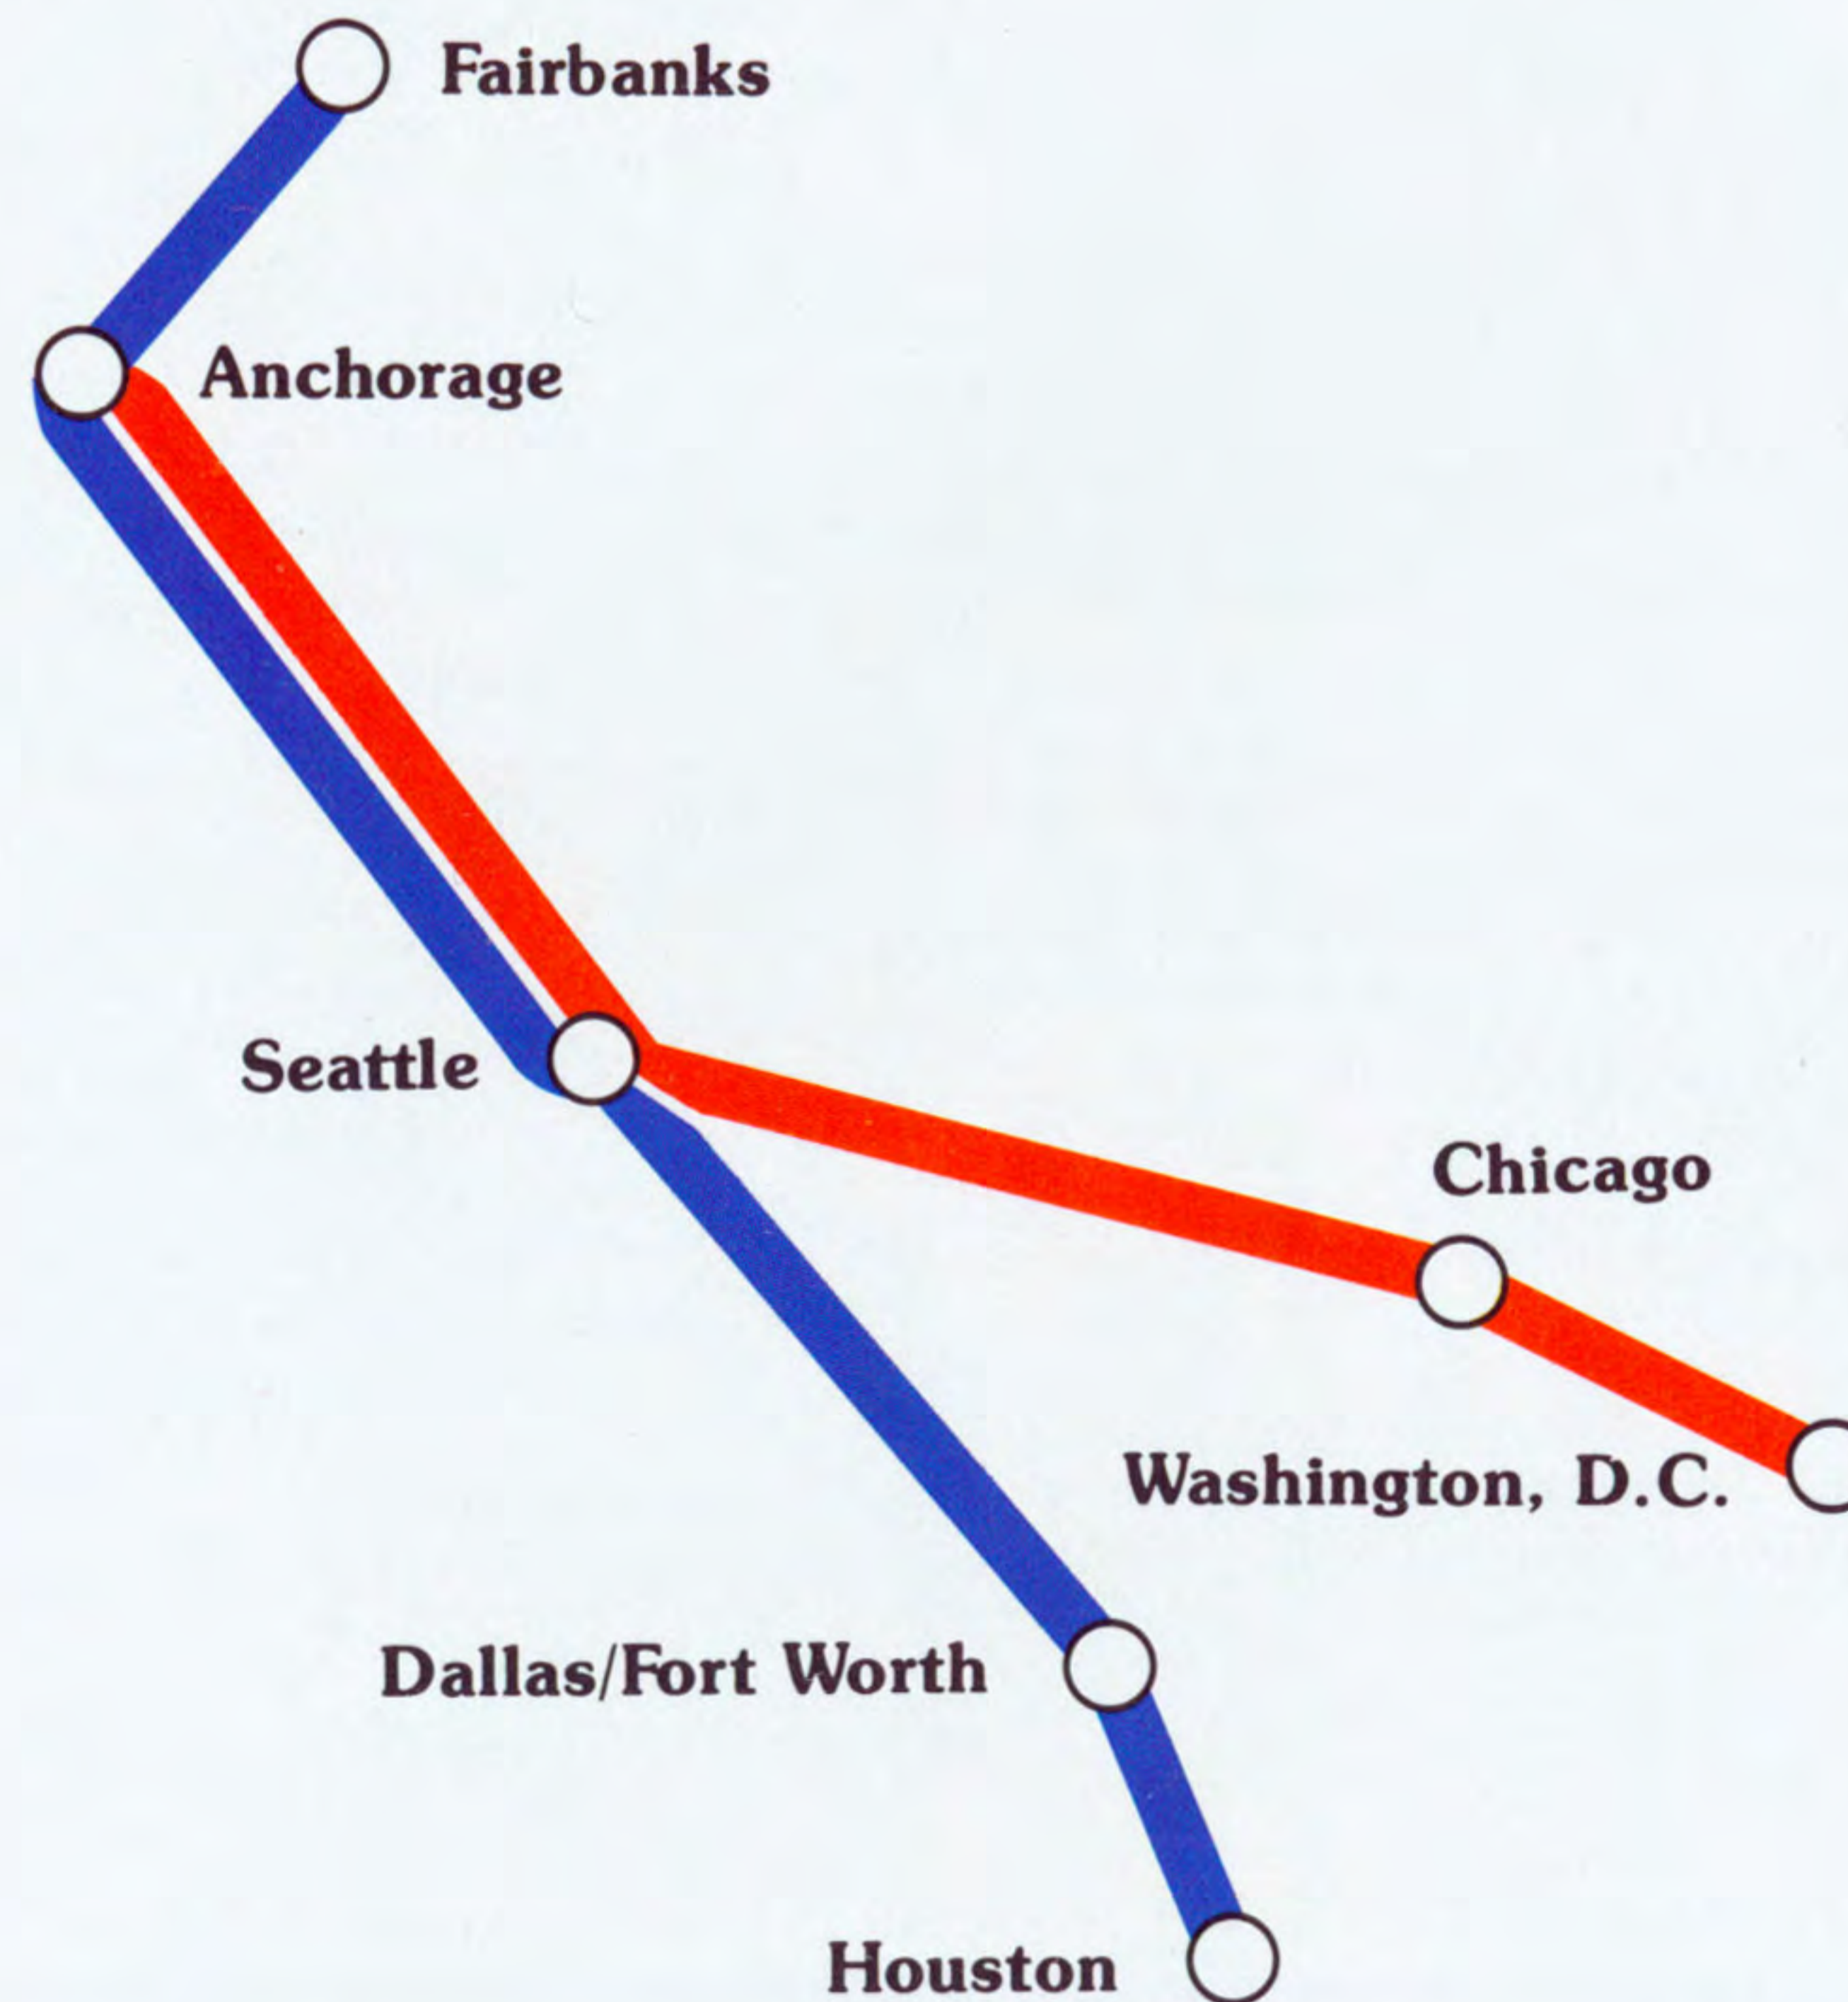 Fairbanks
Anchorage
Seattle
Chicago
Washington, D.C.
Dallas/Fort Worth
Houston